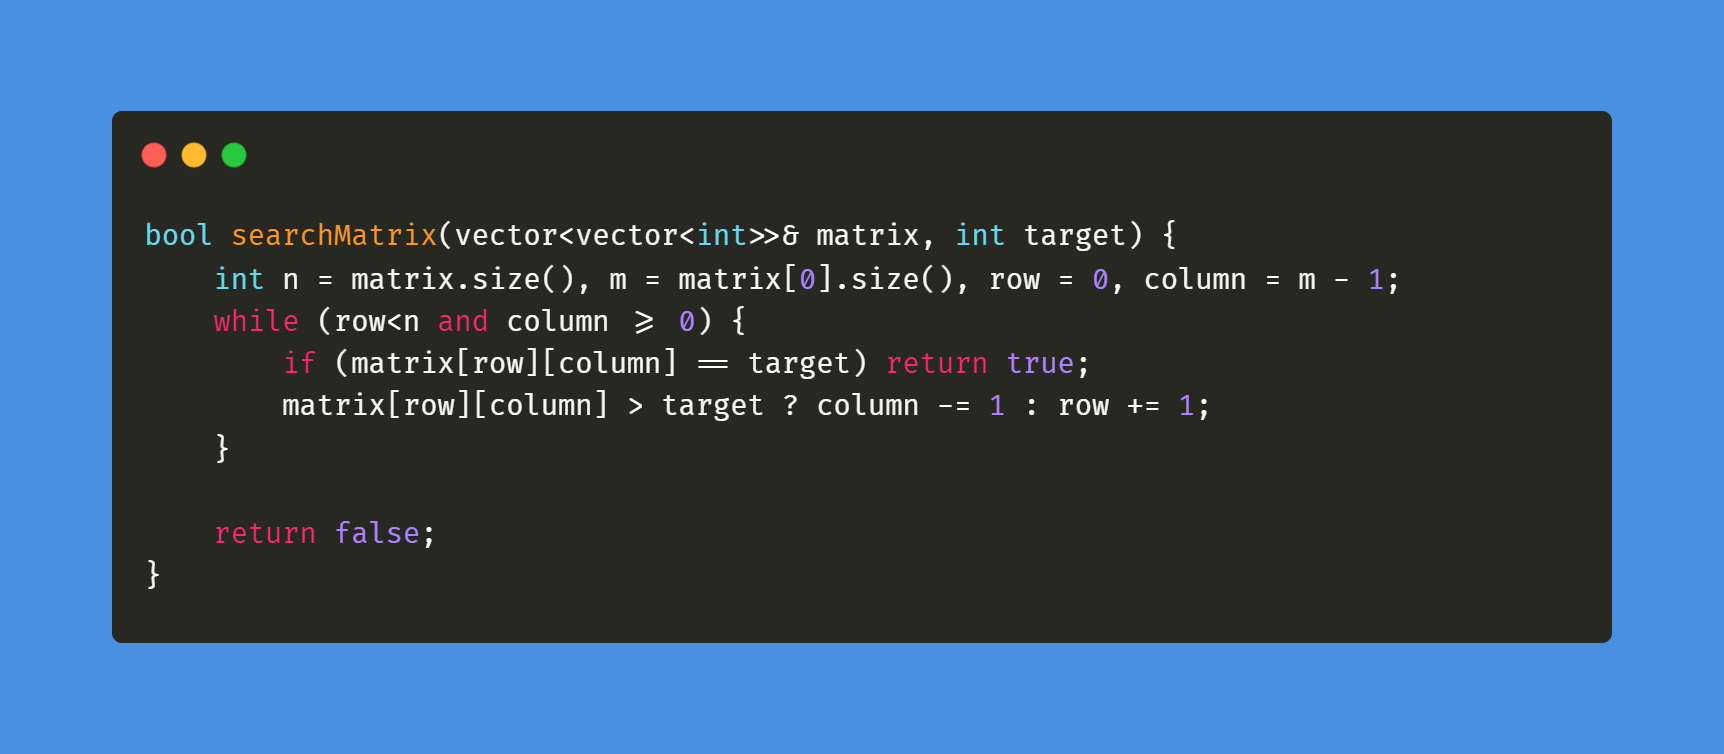 bool searchMatrix(vector<vector<int>>& matrix, int target) {
    int n = matrix.size(), m = matrix[0].size(), row = 0, column = m - 1;
    while (row<n and column >= 0) {
        if (matrix[row][column] == target) return true;
        matrix[row][column] > target ? column -= 1 : row += 1;
    }
    return false;
}